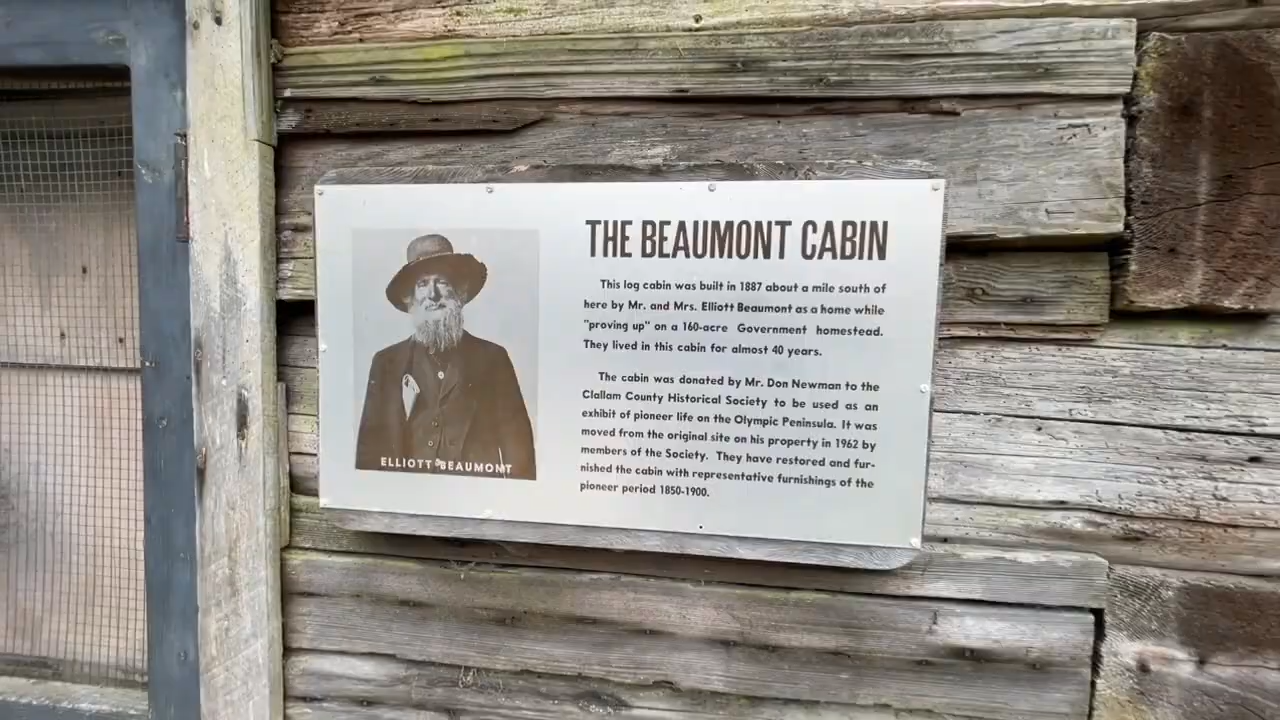 THE BEAUMONT CABIN
This log cabin was built in 1887 about a mile south of
here by Mr. and Mrs. Elliott Beaumont as a home while
"proving up" on a 160-acre Government homestead.
They lived in this cabin for almost 40 years.
The cabin was donated by Mr. Don Newman to the
Clallam County Historical Society to be used as an
exhibit of pioneer life on the Olympic Peninsula. It was
moved from the original site on his property in 1962 by
members of the Society. They have restored and fur-
nished the cabin with representative furnishings of the
pioneer period 1850-1900.
ELLIOTT BEAUMONT